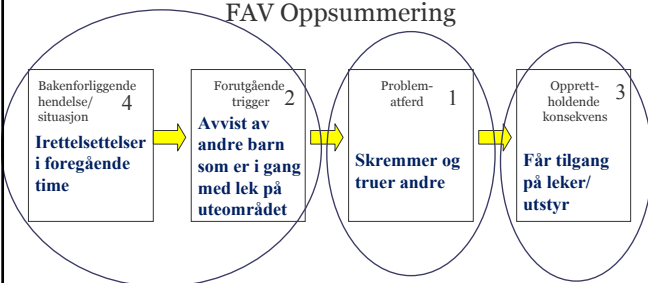 FAV Oppsummering
Bakenforliggende
hendelse/
situasjon
4
Irettelsettelser
i foregående
time
Forutgående
trigger
2
Avvist av
andre barn
som er i gang
med lek på
uteområdet
Problem-
atferd
1
Skremmer og
truer andre
Opprett-
holdende
konsekvens
3
Får tilgang
på leker/
utstyr